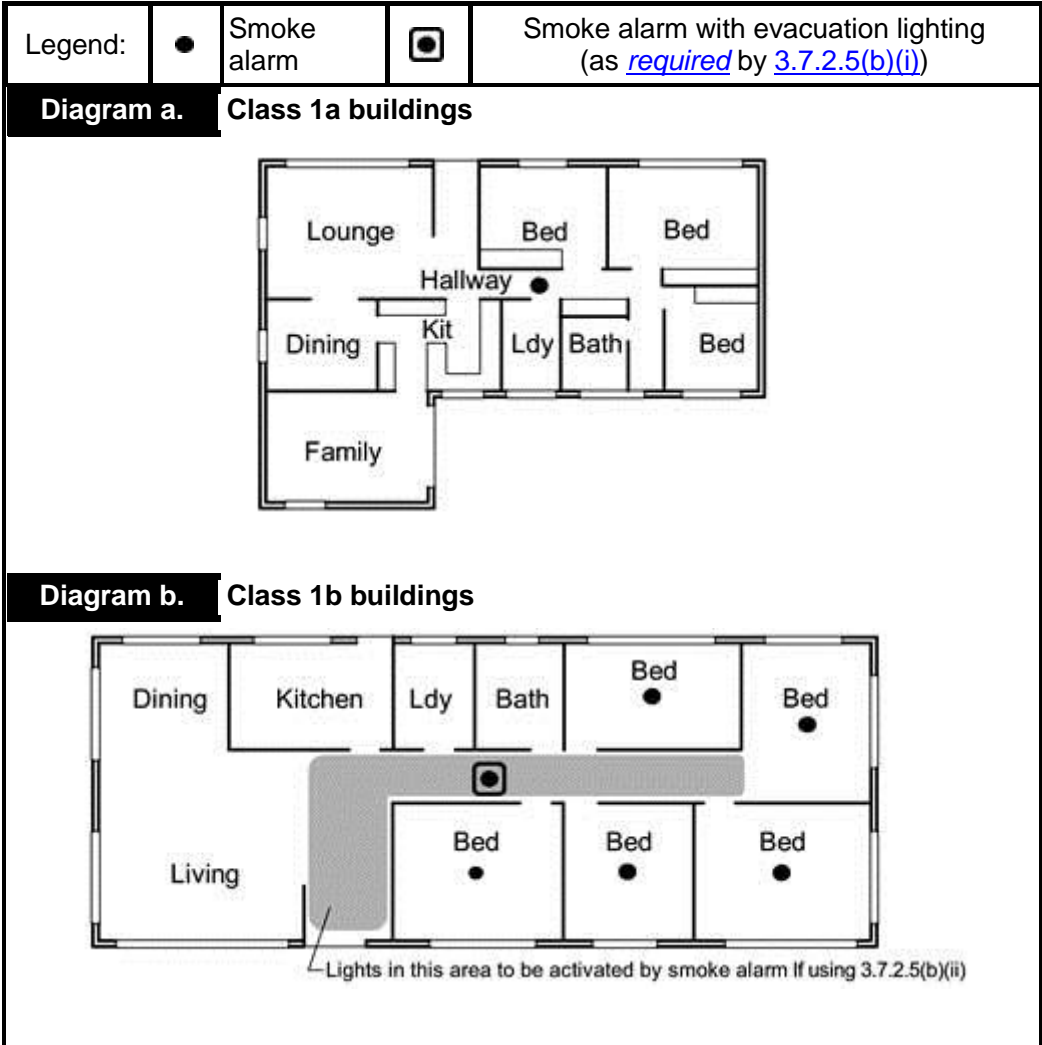 Legend:
Smoke alarm
Smoke alarm with evacuation lighting
(as required by 3.7.2.5(b)(i))
Diagram a. Class 1a buildings
Lounge
Bed
Bed
Hallway
Dining
Kit
Ldy
Bath
Bed
Family
Diagram b. Class 1b buildings
Dining
Kitchen
Ldy
Bath
Bed
Bed
Living
Bed
Bed
Bed
Lights in this area to be activated by smoke alarm If using 3.7.2.5(b)(ii)